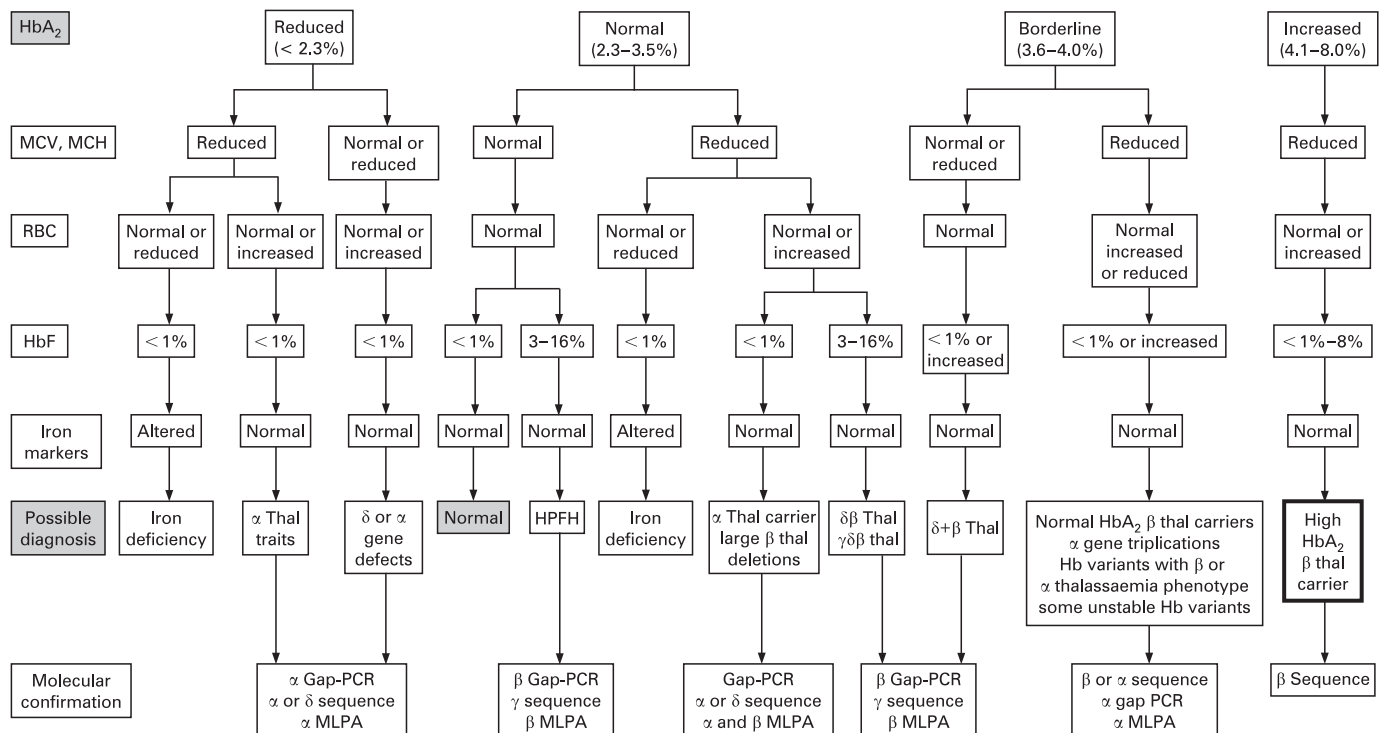 HbA₂
Reduced
(< 2.3%)
Normal
(2.3–3.5%)
Borderline
(3.6–4.0%)
Increased
(4.1–8.0%)
MCV, MCH
Reduced
Normal or
reduced
Normal
Reduced
Normal or
reduced
Reduced
Reduced
RBC
Normal or
reduced
Normal or
increased
Normal or
increased
Normal
Normal or
reduced
Normal or
increased
Normal
Normal
increased
or reduced
Normal or
increased
HbF
< 1%
< 1%
< 1%
< 1%
3–16%
< 1%
< 1%
3–16%
< 1% or
increased
< 1% or increased
< 1%–8%
Iron
markers
Altered
Normal
Normal
Normal
Normal
Altered
Normal
Normal
Normal
Normal
Normal
Possible
diagnosis
Iron
deficiency
α Thal
traits
δ or α
gene
defects
Normal
HPFH
Iron
deficiency
α Thal carrier
large β thal
deletions
δβ Thal
γδβ thal
δ+β Thal
Normal HbA₂ β thal carriers
α gene triplications
Hb variants with β or
α thalassaemia phenotype
some unstable Hb variants
High
HbA₂
β thal
carrier
Molecular
confirmation
α Gap-PCR
α or δ sequence
α MLPA
β Gap-PCR
γ sequence
β MLPA
Gap-PCR
α or δ sequence
α and β MLPA
β Gap-PCR
γ sequence
β MLPA
β or α sequence
α gap PCR
α MLPA
β Sequence